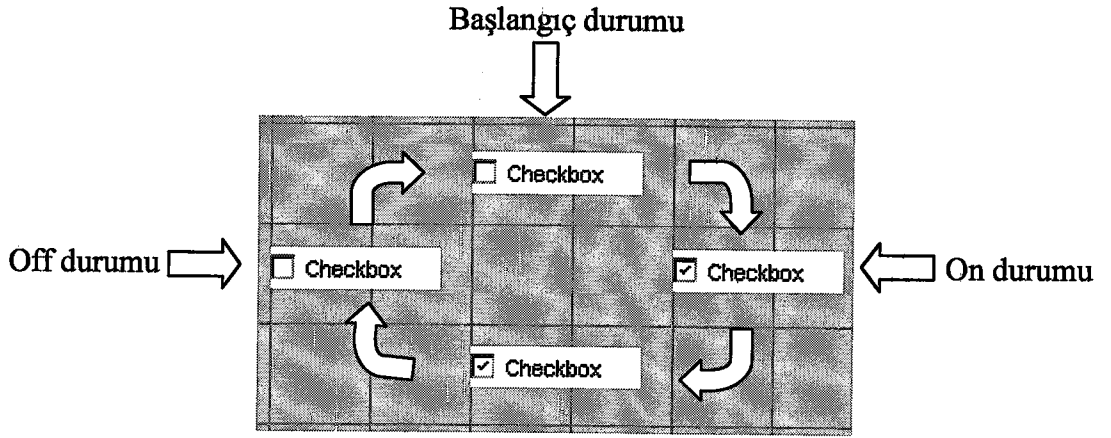 Başlangıç durumu
Checkbox
Off durumu
Checkbox
Checkbox
On durumu
Checkbox